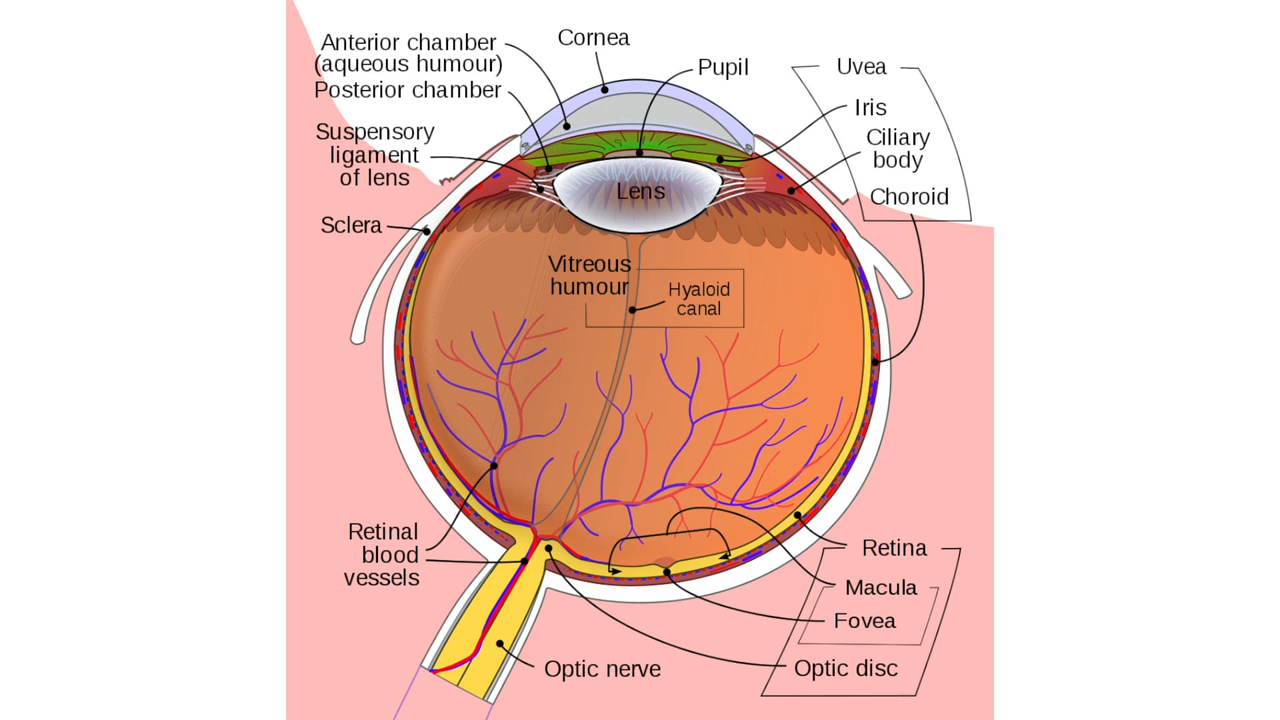 Cornea
Anterior chamber
(aqueous humour)
Posterior chamber
Pupil
Uvea
Iris
Ciliary
body
Choroid
Suspensory
ligament
of lens
Lens
Sclera
Vitreous
humour
Hyaloid
canal
Retinal
blood
vessels
Retina
Macula
Fovea
Optic nerve
Optic disc